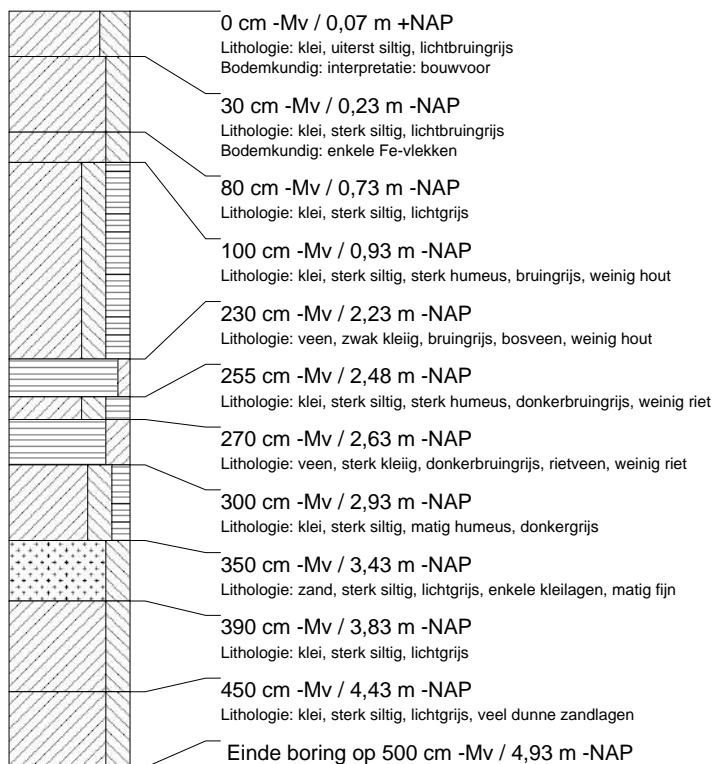 0 cm -Mv / 0,07 m +NAP
Lithologie: klei, uiterst siltig, lichtbruingrijs
Bodemkundig: interpretatie: bouwvoor
30 cm -Mv / 0,23 m -NAP
Lithologie: klei, sterk siltig, lichtbruingrijs
Bodemkundig: enkele Fe-vlekken
80 cm -Mv / 0,73 m -NAP
Lithologie: klei, sterk siltig, lichtgrijs
100 cm -Mv / 0,93 m -NAP
Lithologie: klei, sterk siltig, sterk humeus, bruingrijs, weinig hout
230 cm -Mv / 2,23 m -NAP
Lithologie: veen, zwak kleiig, bruingrijs, bosveen, weinig hout
255 cm -Mv / 2,48 m -NAP
Lithologie: klei, sterk siltig, sterk humeus, donkerbruingrijs, weinig riet
270 cm -Mv / 2,63 m -NAP
Lithologie: veen, sterk kleiig, donkerbruingrijs, rietveen, weinig riet
300 cm -Mv / 2,93 m -NAP
Lithologie: klei, sterk siltig, matig humeus, donkergrijs
350 cm -Mv / 3,43 m -NAP
Lithologie: zand, sterk siltig, lichtgrijs, enkele kleilagen, matig fijn
390 cm -Mv / 3,83 m -NAP
Lithologie: klei, sterk siltig, lichtgrijs
450 cm -Mv / 4,43 m -NAP
Lithologie: klei, sterk siltig, lichtgrijs, veel dunne zandlagen
Einde boring op 500 cm -Mv / 4,93 m -NAP